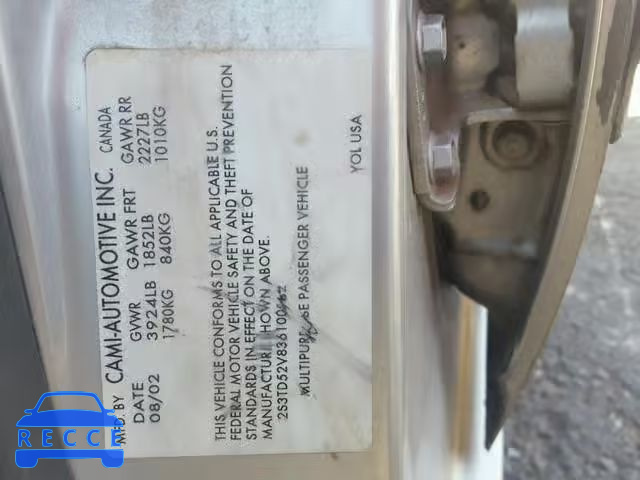 MFD. BY CAMI-AUTOMOTIVE INC. CANADA
DATE GVWR GAWR FRT GAWR RR
08/02 3924LB 1852LB 2227LB
1780KG 840KG 1010KG
THIS VEHICLE CONFORMS TO ALL APPLICABLE U.S.
FEDERAL MOTOR VEHICLE SAFETY AND THEFT PREVENTION
STANDARDS IN EFFECT ON THE DATE OF
SHOWN ABOVE.
PASSENGER VEHICLE
YOL USA
RECCE